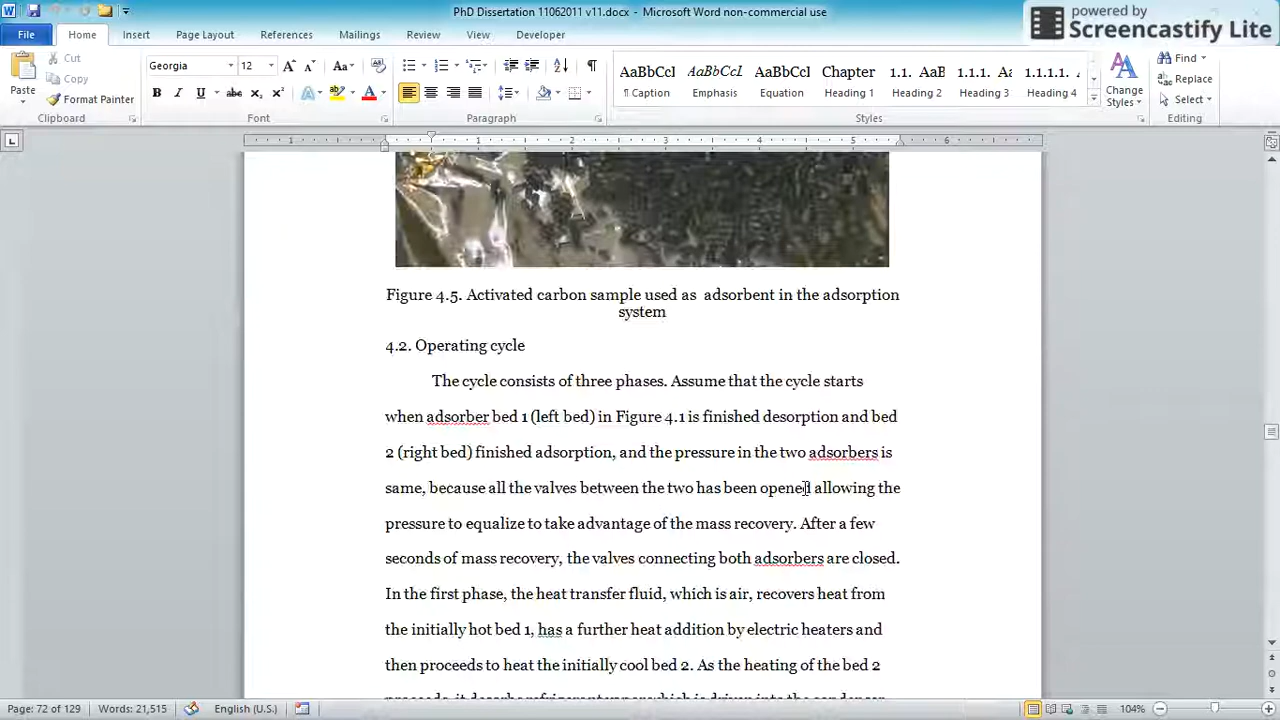 PhD Dissertation 11062011 v11.docx - Microsoft Word non-commercial use
powered by
Screencastify Lite
File Home Insert Page Layout References Review View Developer
Cut
Copy
Format Painter
Paste
Clipboard
Georgia 12
Font
Paragraph
AaBbCcI AaBbCcI AaBbCcI Chapter 1.1. AaB 1.1.1. Aa 1.1.1.1.
¶ Caption Emphasis Equation Heading 1 Heading 2 Heading 3 Heading 4
Change
Styles
Styles
Find
Replace
Select
Editing
1 1 2 3 4 5 6
Figure 4.5. Activated carbon sample used as adsorbent in the adsorption
system
4.2. Operating cycle
The cycle consists of three phases. Assume that the cycle starts
when adsorber bed 1 (left bed) in Figure 4.1 is finished desorption and bed
2 (right bed) finished adsorption, and the pressure in the two adsorbers is
same, because all the valves between the two has been opened allowing the
pressure to equalize to take advantage of the mass recovery. After a few
seconds of mass recovery, the valves connecting both adsorbers are closed.
In the first phase, the heat transfer fluid, which is air, recovers heat from
the initially hot bed 1, has a further heat addition by electric heaters and
then proceeds to heat the initially cool bed 2. As the heating of the bed 2
Page: 72 of 129 Words: 21,515 English (U.S.) 104%